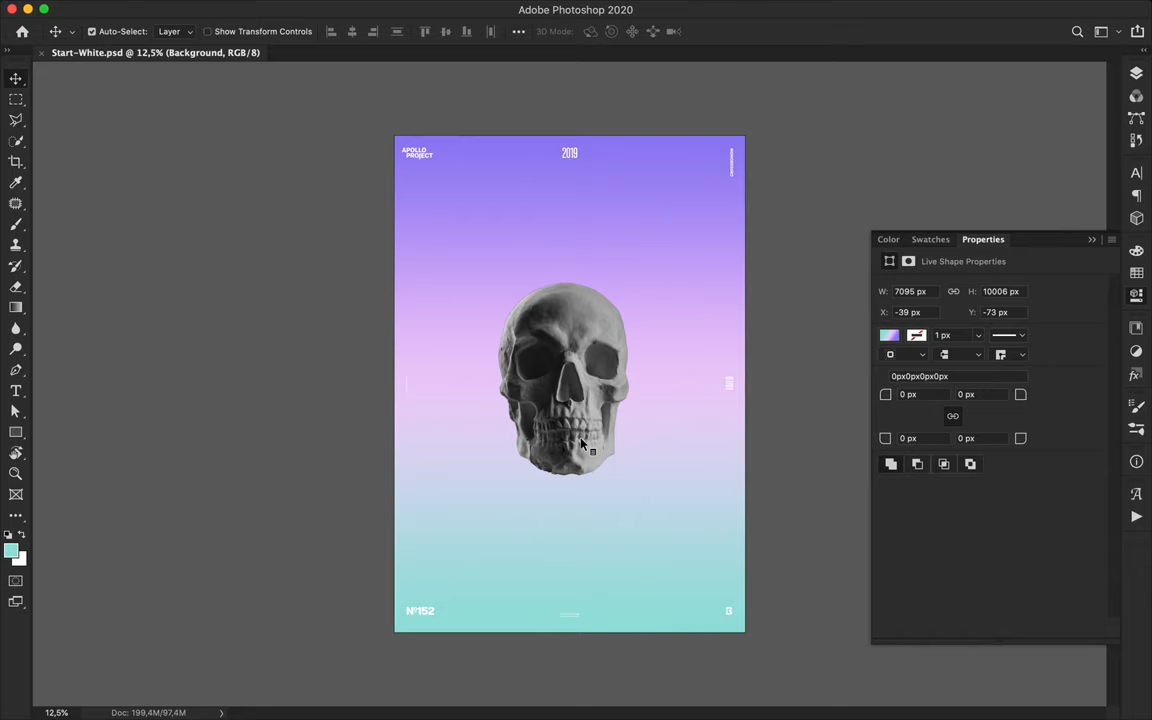 Adobe Photoshop 2020
Auto-Select: Layer Show Transform Controls 3D Mode:
Start-White.psd @ 12,5% (Background, RGB/8)
APOLLO
PROJECT
2019
Color Swatches Properties
Live Shape Properties
W: 7095 px H: 10006 px
X: -39 px Y: -73 px
1 px
0px0px0px0px
0 px 0 px
0 px 0 px
Nº152
B
12,5% Doc: 199,4M/97,4M